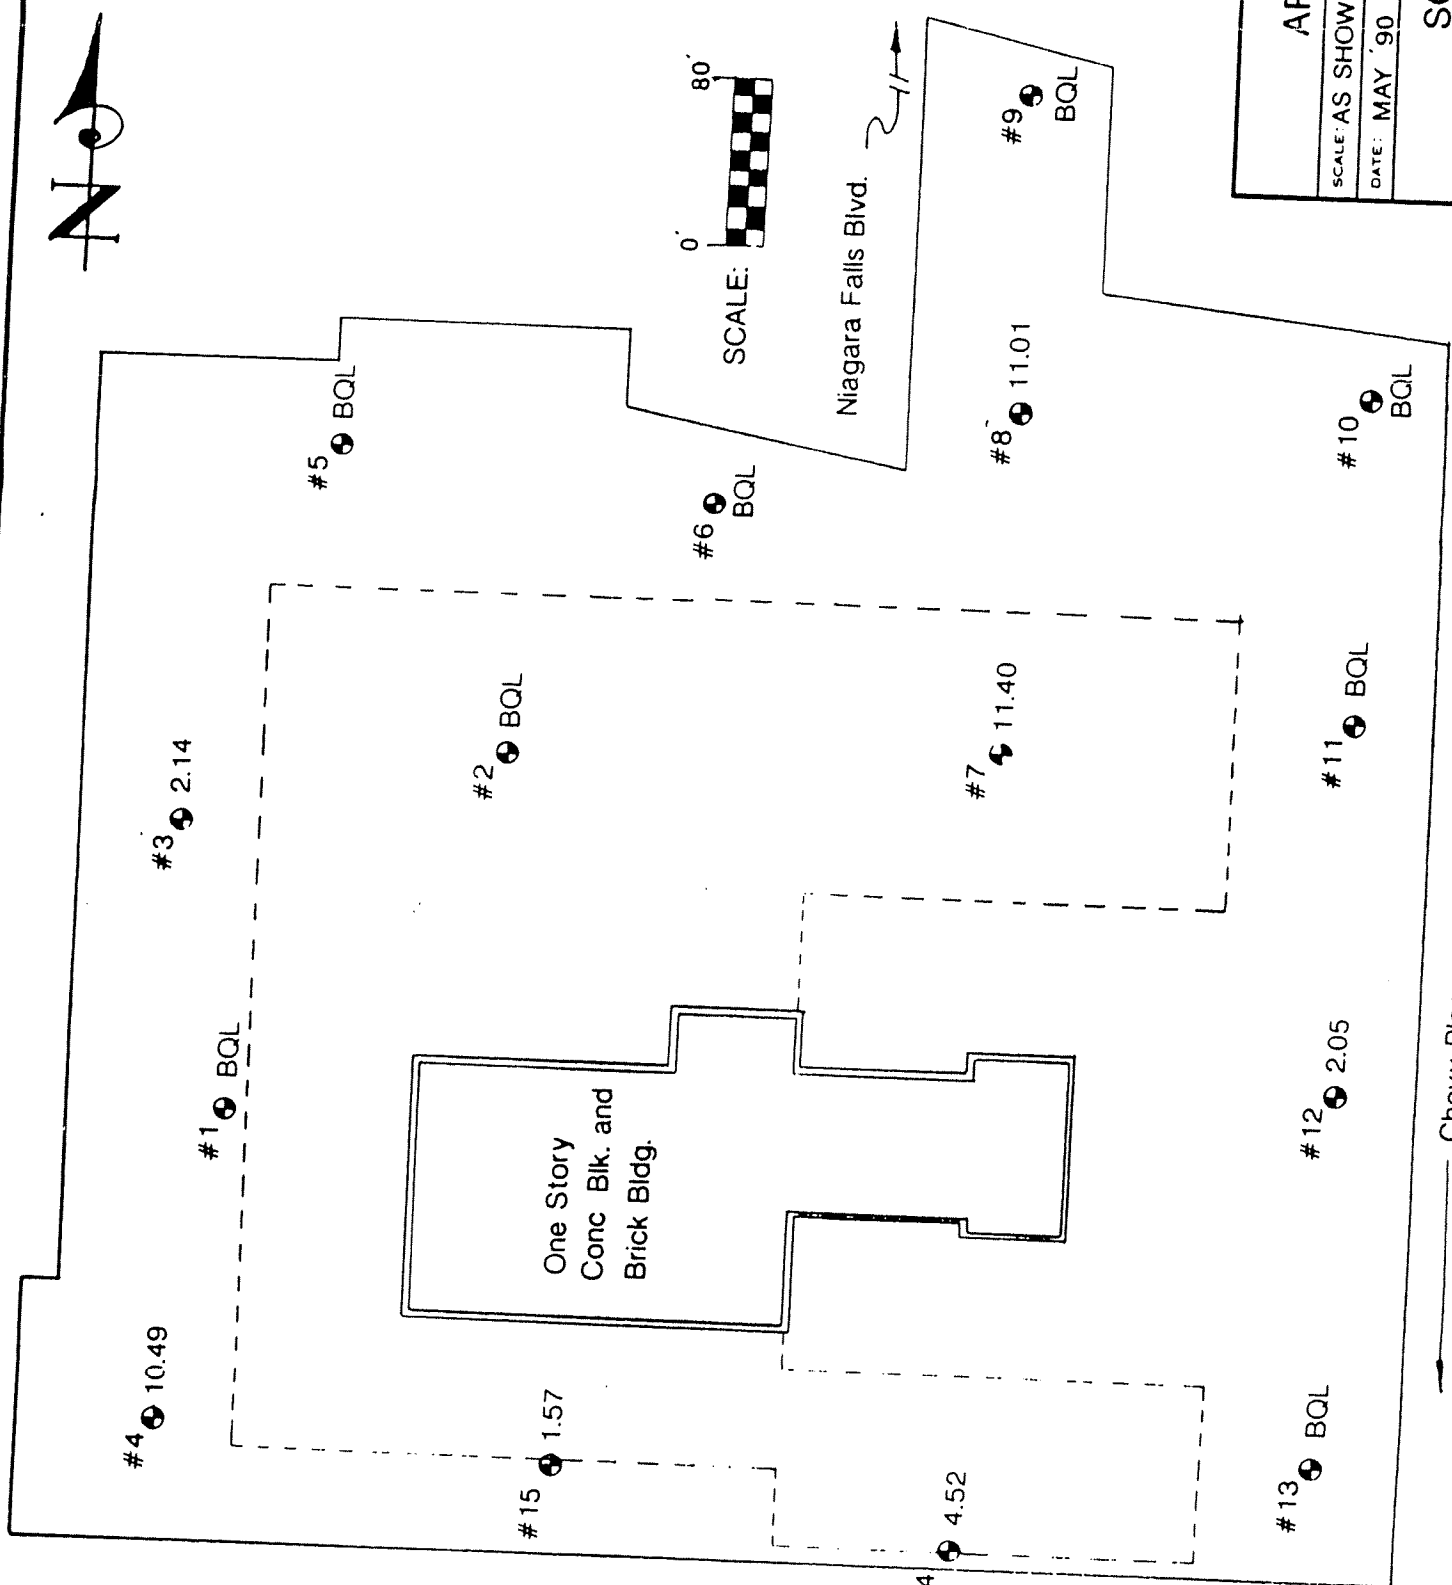 N
#4 10.49
#1 BQL
#3 2.14
#5 BQL
#15 1.57
#2 BQL
#6
BQL
One Story
Conc Blk. and
Brick Bldg.
SCALE: 0' 80'
Niagara Falls Blvd.
4 4.52
#7 11.40
#8 11.01
#9
BQL
#13 BQL
#12 2.05
#11 BQL
#10
BQL
SCALE: AS SHOW
DATE: MAY '90